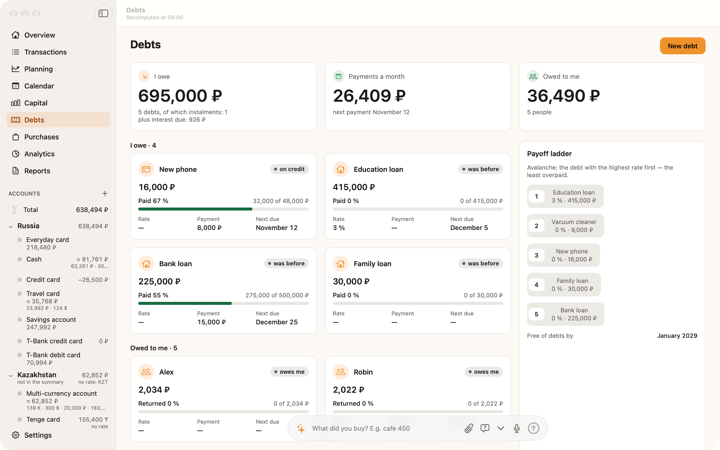 Debts
Recomputed at 09:00
Overview
Transactions
Planning
Calendar
Capital
Debts
Purchases
Analytics
Reports
ACCOUNTS
Total 638,494 ₽
Russia 638,494 ₽
Everyday card
218,480 ₽
Cash ≈ 91,761 ₽
63,261 ₽ · 30...
Credit card −26,500 ₽
Travel card
≈ 35,768 ₽
23,992 ₽ · 124 $
Savings account
247,992 ₽
T-Bank credit card 0 ₽
T-Bank debit card
70,994 ₽
Kazakhstan 62,852 ₽
not in the summary no rate: KZT
Multi-currency account
≈ 62,852 ₽
139 € · 300 $ · 20,000 ₽ · 183,...
Tenge card 155,400 ₸
no rate
Settings
Debts
New debt
I owe
695,000 ₽
5 debts, of which instalments: 1
plus interest due: 926 ₽
Payments a month
26,409 ₽
next payment November 12
Owed to me
36,490 ₽
5 people
I owe · 4
New phone on credit
16,000 ₽
Paid 67 % 32,000 of 48,000 ₽
Rate Payment Next due
— 8,000 ₽ November 12
Education loan was before
415,000 ₽
Paid 0 % 0 of 415,000 ₽
Rate Payment Next due
3 % — December 5
Bank loan was before
225,000 ₽
Paid 55 % 275,000 of 500,000 ₽
Rate Payment Next due
— 15,000 ₽ December 25
Family loan was before
30,000 ₽
Paid 0 % 0 of 30,000 ₽
Rate Payment Next due
— — —
Owed to me · 5
Alex owes me
2,034 ₽
Returned 0 % 0 of 2,034 ₽
Rate Payment Next due
— — —
Robin owes me
2,022 ₽
Returned 0 % 0 of 2,022 ₽
Payoff ladder
Avalanche: the debt with the highest rate first — the
least overpaid.
1 Education loan
3 % · 415,000 ₽
2 Vacuum cleaner
0 % · 9,000 ₽
3 New phone
0 % · 16,000 ₽
4 Family loan
0 % · 30,000 ₽
5 Bank loan
0 % · 225,000 ₽
Free of debts by January 2029
What did you buy? E.g. cafe 450